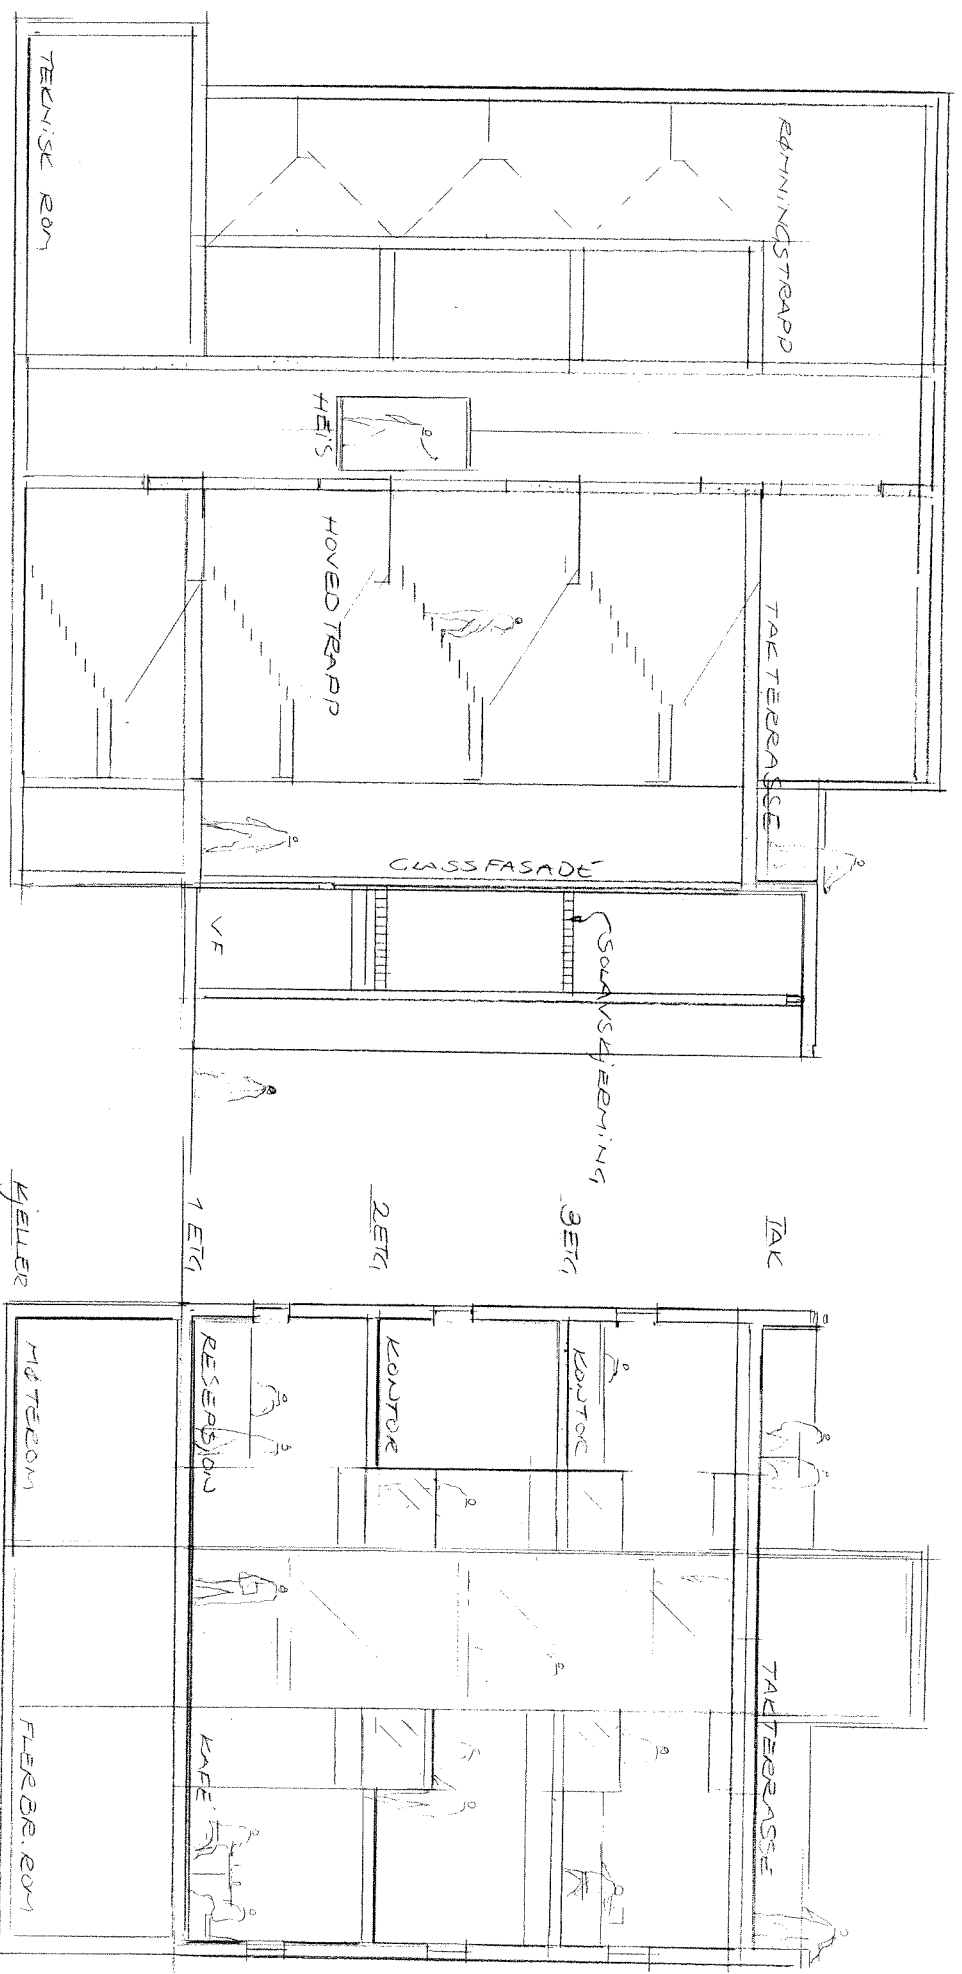 TEKNISK ROM
RØMNINGSTRAPP
HEIS
HOVEDTRAPP
TAKTERRASSE
GLASSFASADE
VF
SOLAVSKJERMING
TAK
3 ETG
2 ETG
1 ETG
KJELLER
MØTEROM
RESEPSJON
KONTOR
KONTOR
TAKTERRASSE
KAFE'
FLERBR. ROM